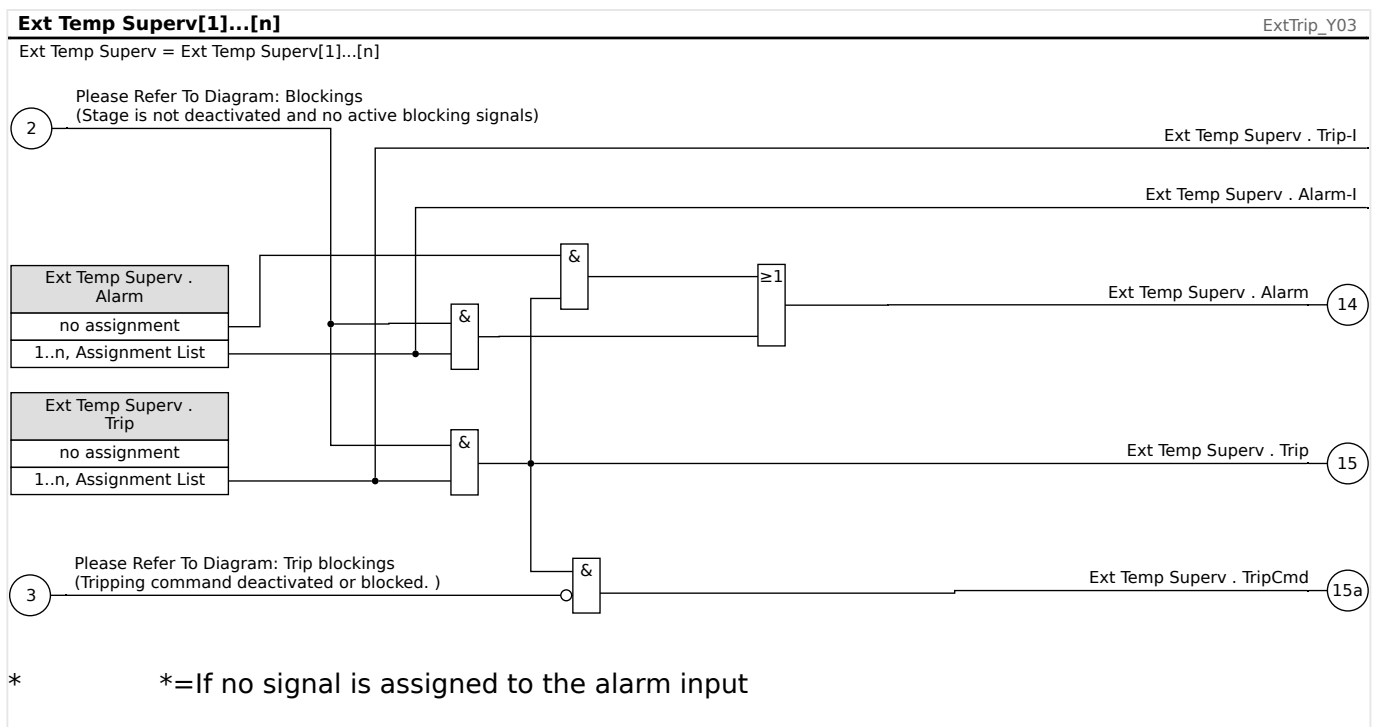 Ext Temp Superv[1]...[n]
ExtTrip_Y03
Ext Temp Superv = Ext Temp Superv[1]...[n]
Please Refer To Diagram: Blockings
(Stage is not deactivated and no active blocking signals)
2
Ext Temp Superv . Trip-I
Ext Temp Superv . Alarm-I
&
Ext Temp Superv .
Alarm
no assignment
1..n, Assignment List
&
≥1
Ext Temp Superv . Alarm
14
Ext Temp Superv .
Trip
no assignment
1..n, Assignment List
&
Ext Temp Superv . Trip
15
Please Refer To Diagram: Trip blockings
(Tripping command deactivated or blocked. )
3
&
Ext Temp Superv . TripCmd
15a
* *=If no signal is assigned to the alarm input